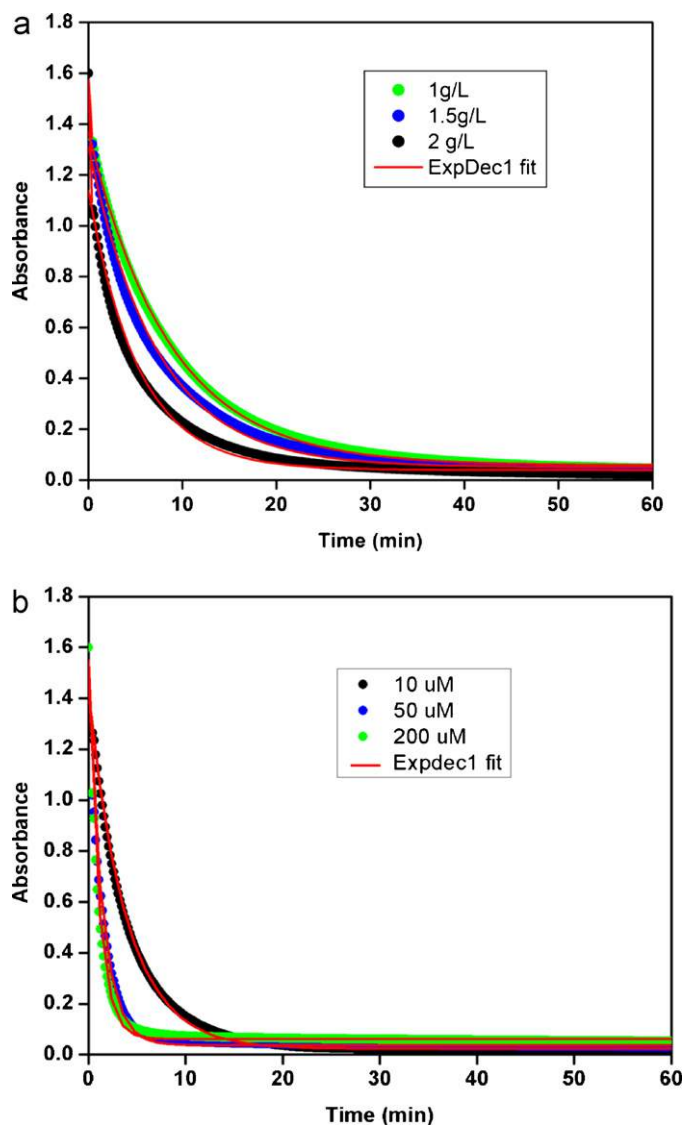 a
1.8
1.6
1.4
1.2
1.0
0.8
0.6
0.4
0.2
0.0
Absorbance
1g/L
1.5g/L
2 g/L
ExpDec1 fit
0 10 20 30 40 50 60
Time (min)
b
1.8
1.6
1.4
1.2
1.0
0.8
0.6
0.4
0.2
0.0
Absorbance
10 uM
50 uM
200 uM
Expdec1 fit
0 10 20 30 40 50 60
Time (min)